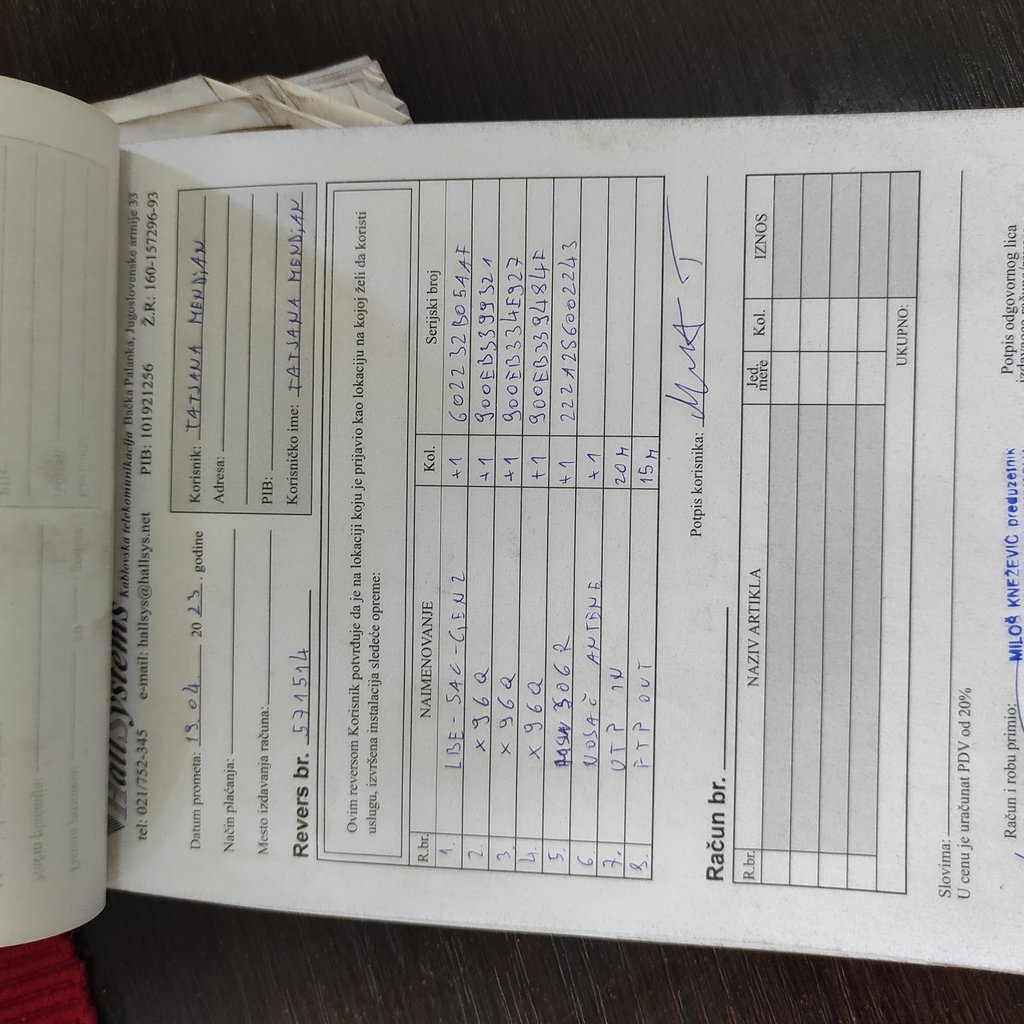 HallSystems Kablovska telekomunikacija Bačka Palanka, Jugoslovenske armije 33
tel: 021/752-345 e-mail: hallsys@hallsys.net PIB: 101921256 Ž.R: 160-157296-93
Datum prometa: 19.04. 2023. godine
Način plaćanja:
Mesto izdavanja računa:
Revers br. 571514
Korisnik: TATJANA MENDJAN
Adresa:
PIB:
Korisničko ime: TATJANA MENDJAN
Ovim reversom Korisnik potvrđuje da je na lokaciji koju je prijavio kao lokaciju na kojoj želi da koristi
uslugu, izvršena instalacija sledeće opreme:
R.br. NAIMENOVANJE Kol. Serijski broj
1. LBE-5AC-GEN2 +1 602232B054AF
2. X96Q +1 900EB3399321
3. X96Q +1 900EB334E927
4. X96Q +1 900EB339484F
5. 306R +1 2221256002243
6. NOSAČ ANTENE +1
7. UTP IN 20M
8. FTP OUT 15M
Potpis korisnika:
Račun br.
R.br. NAZIV ARTIKLA Jed. mere Kol. IZNOS
UKUPNO:
Slovima:
U cenu je uračunat PDV od 20%
Račun i robu primio: MILOŠ KNEŽEVIĆ preduzetnik Potpis odgovornog lica